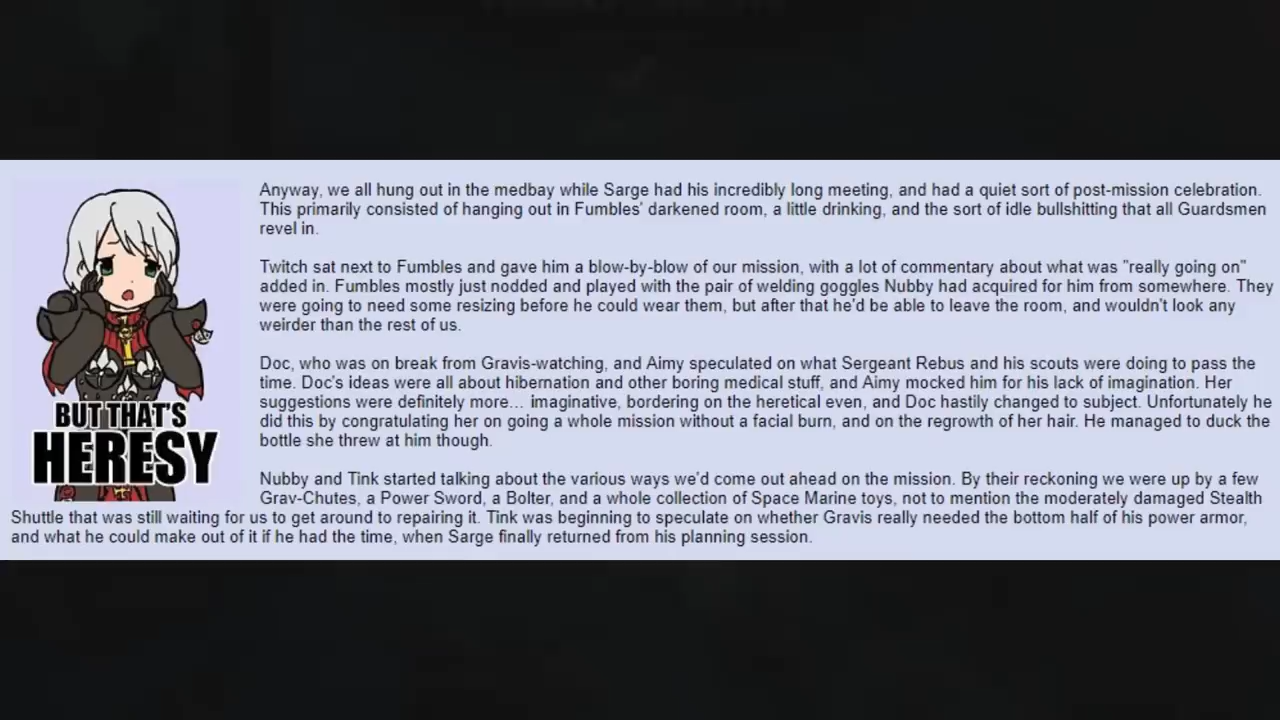 Anyway, we all hung out in the medbay while Sarge had his incredibly long meeting, and had a quiet sort of post-mission celebration.
This primarily consisted of hanging out in Fumbles' darkened room, a little drinking, and the sort of idle bullshitting that all Guardsmen
revel in.
Twitch sat next to Fumbles and gave him a blow-by-blow of our mission, with a lot of commentary about what was "really going on"
added in. Fumbles mostly just nodded and played with the pair of welding goggles Nubby had acquired for him from somewhere. They
were going to need some resizing before he could wear them, but after that he'd be able to leave the room, and wouldn't look any
weirder than the rest of us.
Doc, who was on break from Gravis-watching, and Aimy speculated on what Sergeant Rebus and his scouts were doing to pass the
time. Doc's ideas were all about hibernation and other boring medical stuff, and Aimy mocked him for his lack of imagination. Her
suggestions were definitely more... imaginative, bordering on the heretical even, and Doc hastily changed to subject. Unfortunately he
did this by congratulating her on going a whole mission without a facial burn, and on the regrowth of her hair. He managed to duck the
bottle she threw at him though.
Nubby and Tink started talking about the various ways we'd come out ahead on the mission. By their reckoning we were up by a few
Grav-Chutes, a Power Sword, a Bolter, and a whole collection of Space Marine toys, not to mention the moderately damaged Stealth
Shuttle that was still waiting for us to get around to repairing it. Tink was beginning to speculate on whether Gravis really needed the bottom half of his power armor,
and what he could make out of it if he had the time, when Sarge finally returned from his planning session.
BUT THAT'S
HERESY